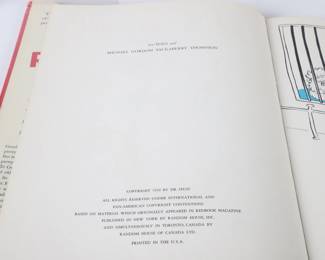 MICHAEL GORDON TACKABERRY THOMPSON
COPYRIGHT BY DR. SEUSS
ALL RIGHTS RESERVED UNDER INTERNATIONAL AND
PAN-AMERICAN COPYRIGHT CONVENTIONS
BASED ON MATERIAL WHICH ORIGINALLY APPEARED IN REDBOOK MAGAZINE
PUBLISHED IN NEW YORK BY RANDOM HOUSE, INC.
AND SIMULTANEOUSLY IN TORONTO, CANADA BY
RANDOM HOUSE OF CANADA LTD.
PRINTED IN THE U.S.A.